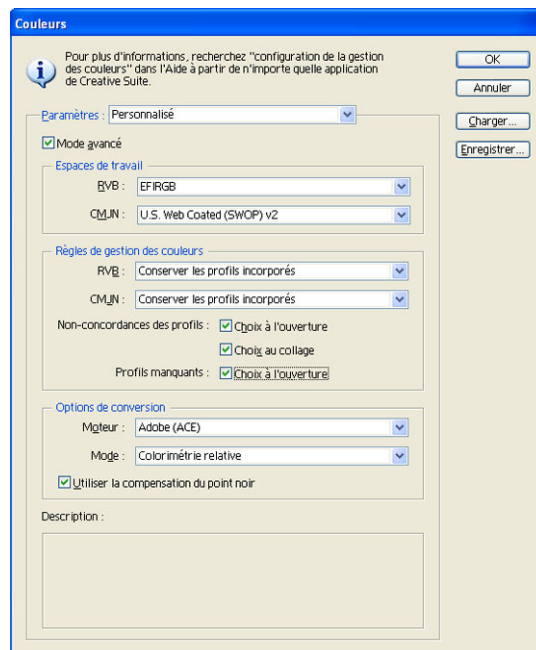 Couleurs
Pour plus d'informations, recherchez "configuration de la gestion
des couleurs" dans l'Aide à partir de n'importe quelle application
de Creative Suite.
OK
Annuler
Charger...
Enregistrer...
Paramètres : Personnalisé
Mode avancé
Espaces de travail
RVB : EFIRGB
CMJN : U.S. Web Coated (SWOP) v2
Règles de gestion des couleurs
RVB : Conserver les profils incorporés
CMJN : Conserver les profils incorporés
Non-concordances des profils : Choix à l'ouverture
Choix au collage
Profils manquants : Choix à l'ouverture
Options de conversion
Moteur : Adobe (ACE)
Mode : Colorimétrie relative
Utiliser la compensation du point noir
Description :